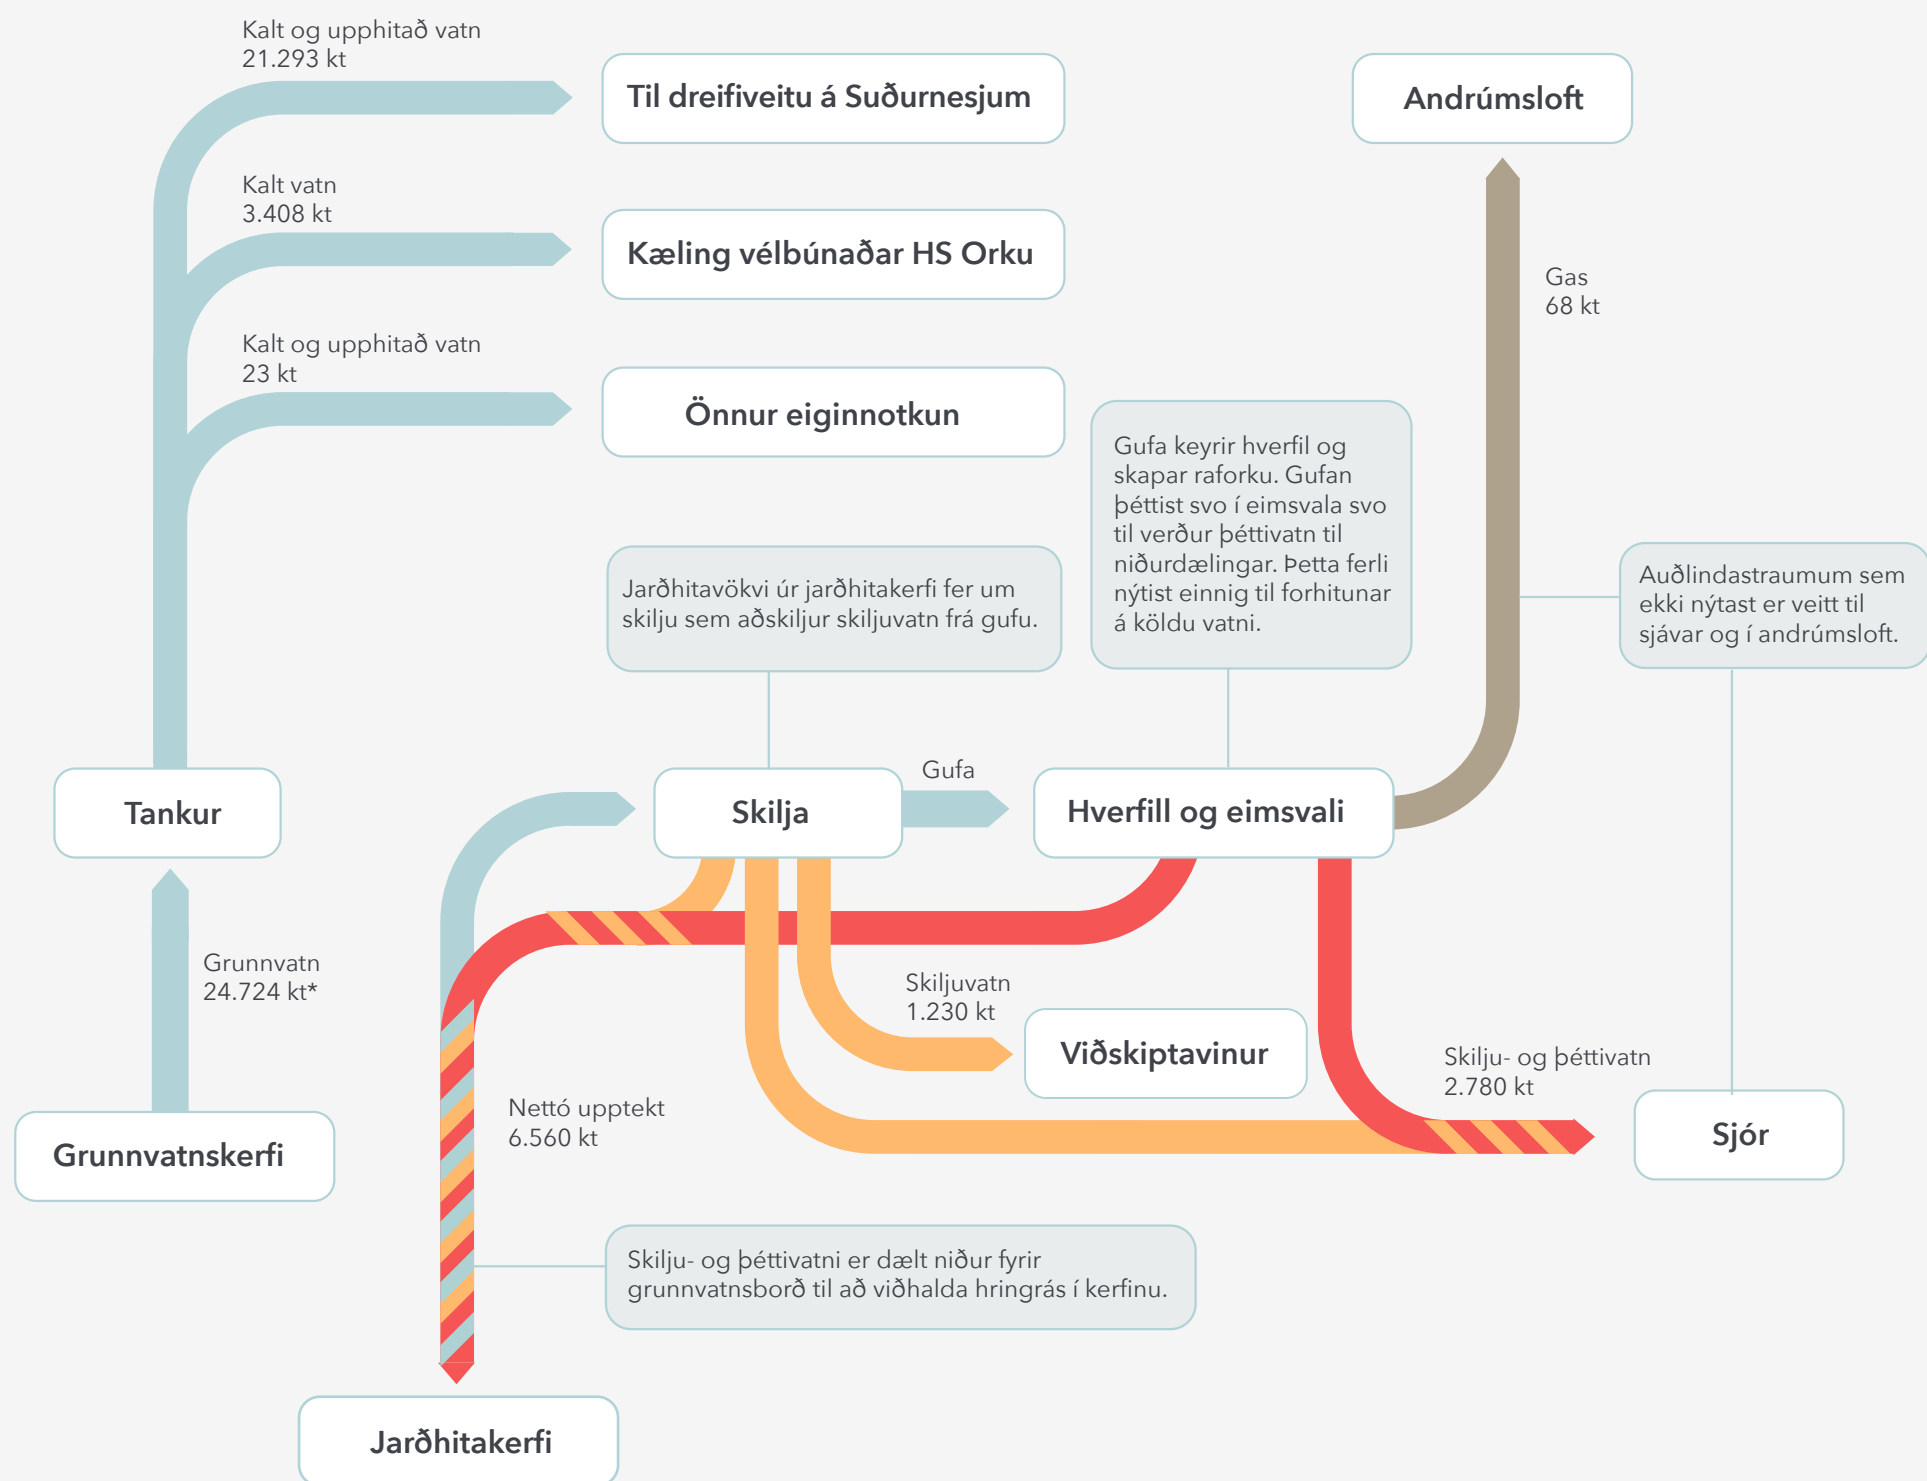 Kalt og upphitað vatn
21.293 kt
Til dreifiveitu á Suðurnesjum
Andrúmsloft
Kalt vatn
3.408 kt
Kæling vélbúnaðar HS Orku
Gas
68 kt
Kalt og upphitað vatn
23 kt
Önnur eiginnotkun
Gufa keyrir hverfil og
skapar raforku. Gufan
þéttist svo í eimsvala svo
til verður þéttivatn til
niðurdælingar. Þetta ferli
nýtist einnig til forhitunar
á köldu vatni.
Jarðhitavökvi úr jarðhitakerfi fer um
skilju sem aðskiljur skiljuvatn frá gufu.
Auðlindastraumum sem
ekki nýtast er veitt til
sjávar og í andrúmsloft.
Tankur
Skilja
Gufa
Hverfill og eimsvali
Grunnvatn
24.724 kt*
Skiljuvatn
1.230 kt
Viðskiptavinur
Skilju- og þéttivatn
2.780 kt
Sjór
Nettó upptekt
6.560 kt
Grunnvatnskerfi
Skilju- og þéttivatni er dælt niður fyrir
grunnvatnsborð til að viðhalda hringrás í kerfinu.
Jarðhitakerfi